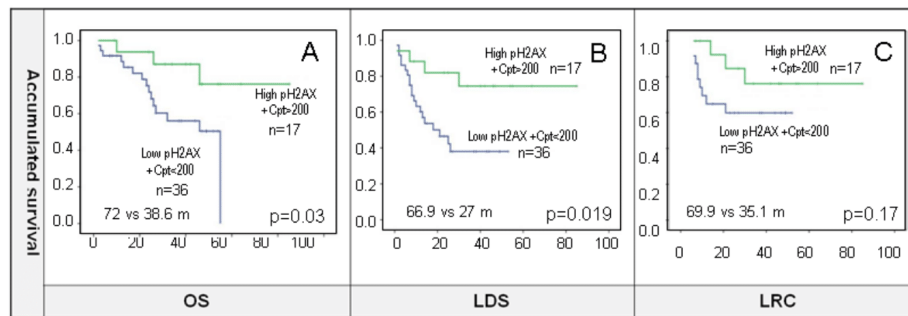 Accumulated survival
A
1.0
0.8
0.6
0.4
0.2
0.0
High pH2AX
+Cpt>200
n=17
Low pH2AX
+Cpt<200
n=36
72 vs 38.6 m
p=0.03
0 20 40 60 80 100
OS
B
1.0
0.8
0.6
0.4
0.2
0.0
High pH2AX
+Cpt>200 n=17
Low pH2AX +Cpt<200
n=36
66.9 vs 27 m
p=0.019
0 20 40 60 80 100
LDS
C
1.0
0.8
0.6
0.4
0.2
0.0
High pH2AX
+Cpt>200 n=17
Low pH2AX +Cpt<200
n=36
69.9 vs 35.1 m
p=0.17
0 20 40 60 80 100
LRC